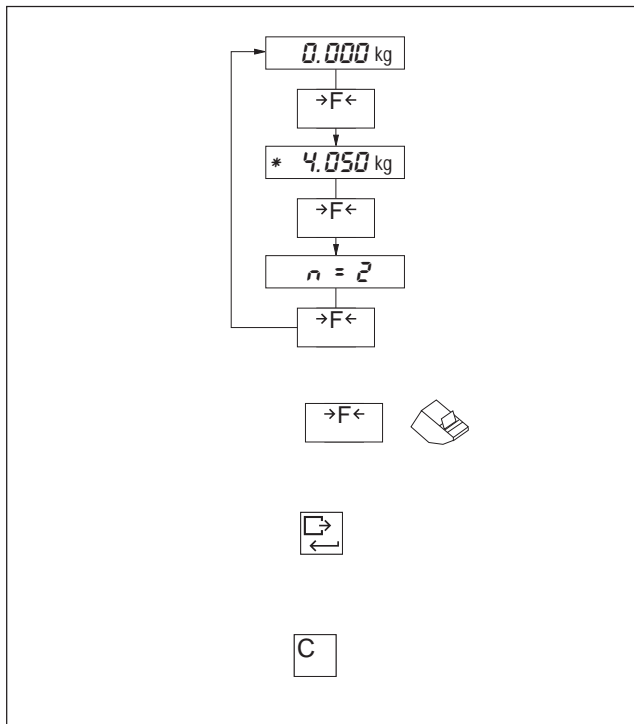 0.000 kg
→F←
* 4.050 kg
→F←
n = 2
→F←
→F←
C